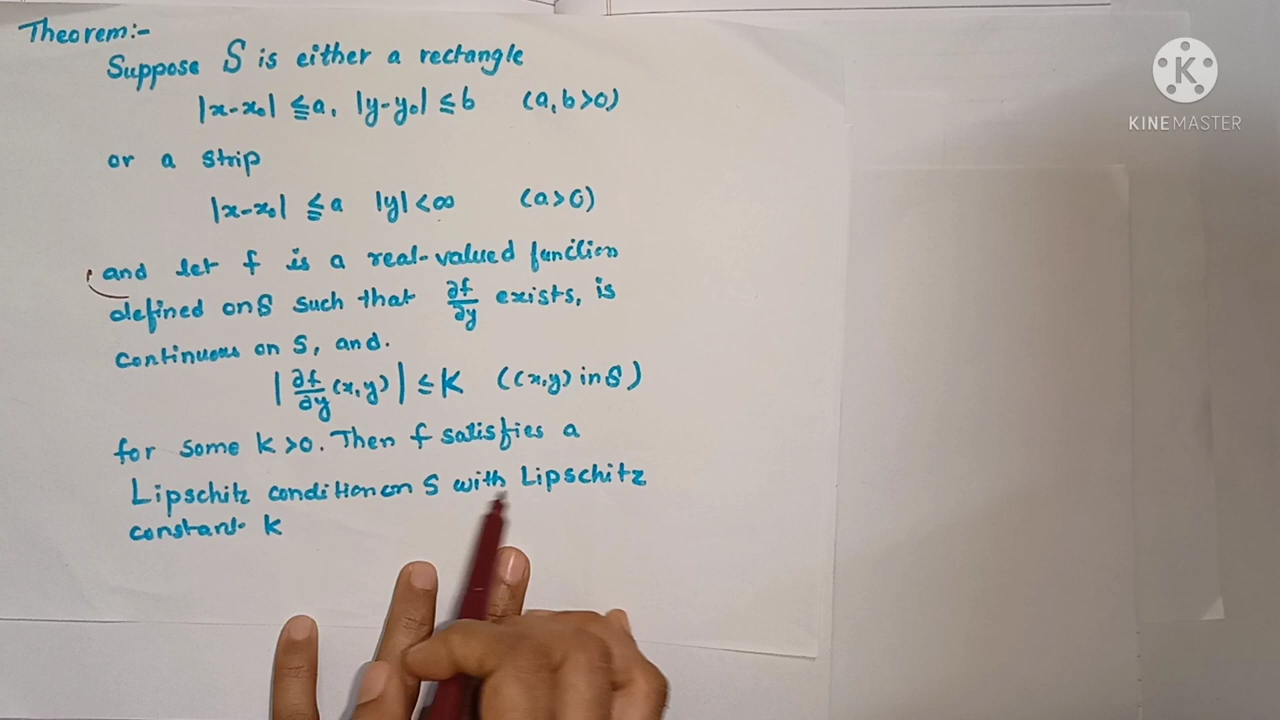 Theorem:-
Suppose S is either a rectangle
|x-x₀| ≦ a, |y-y₀| ≦ b (a, b>0)
or a strip
|x-x₀| ≦ a |y|<∞ (a>0)
and let f is a real-valued function
defined on S such that ∂f/∂y exists, is
continuous on S, and.
|∂f/∂y (x,y)| ≤ K ((x,y) in S)
for some k>0. Then f satisfies a
Lipschitz condition on S with Lipschitz
constant k
K
KINEMASTER